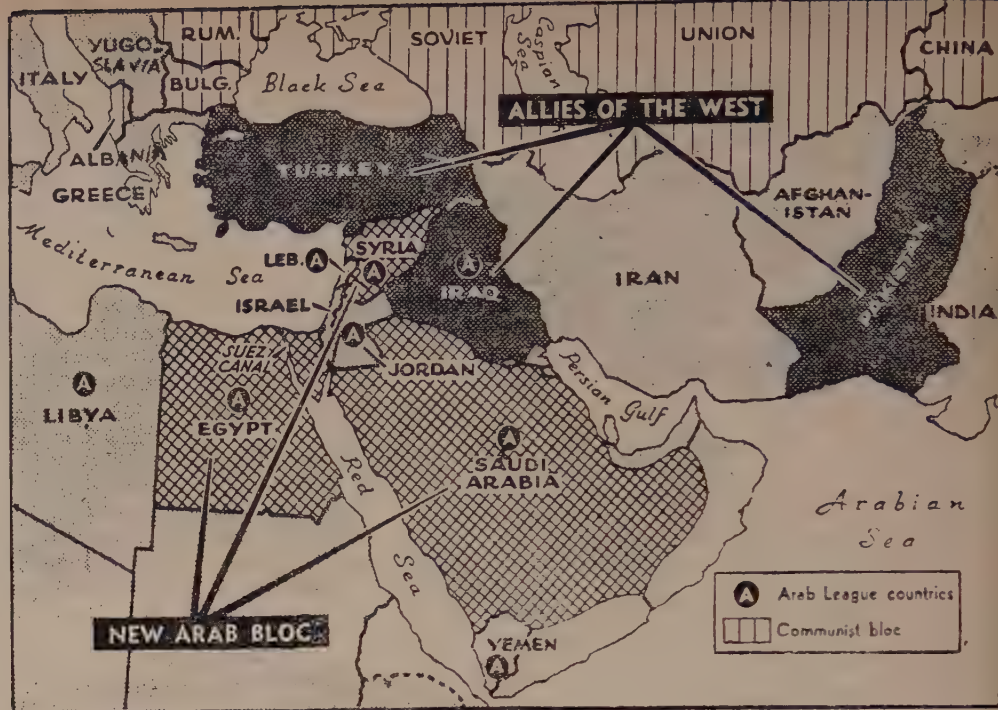 RUM.
SOVIET
UNION
CHINA
YUGO-
SLAVIA
ITALY
BULG.
Black Sea
Caspian
Sea
ALLIES OF THE WEST
ALBANIA
GREECE
TURKEY
AFGHAN-
ISTAN
Mediterranean Sea
LEB. A
SYRIA
A
A
IRAQ
IRAN
PAKISTAN
INDIA
ISRAEL
A
JORDAN
SUEZ
CANAL
A
EGYPT
A
LIBYA
Persian
Gulf
A
SAUDI
ARABIA
Red
Sea
Arabian
Sea
NEW ARAB BLOC
YEMEN
A
A Arab League countries
Communist bloc